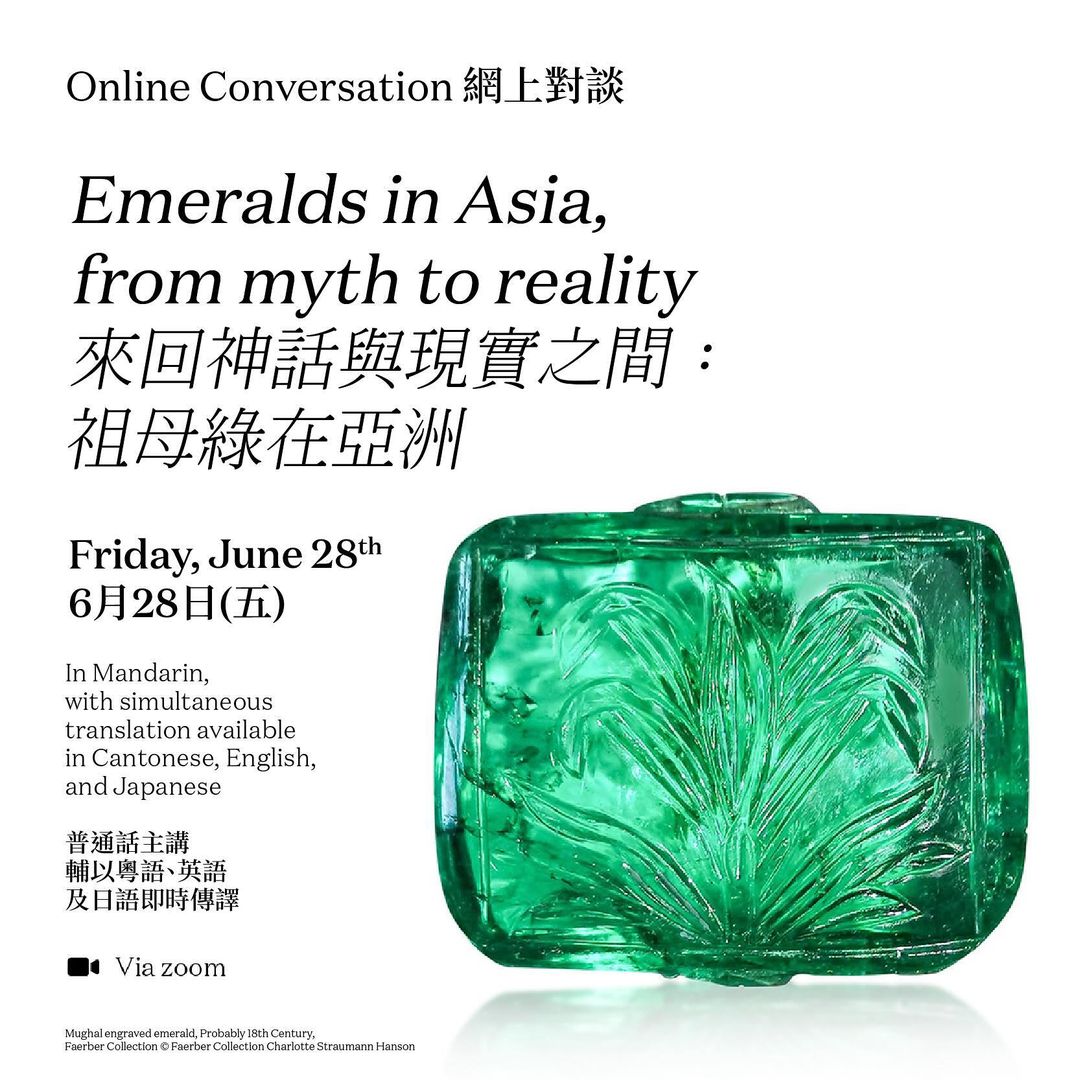 Online Conversation 網上對談
Emeralds in Asia,
from myth to reality
來回神話與現實之間：
祖母綠在亞洲
Friday, June 28th
6月28日(五)
In Mandarin,
with simultaneous
translation available
in Cantonese, English,
and Japanese
普通話主講
輔以粵語、英語
及日語即時傳譯
Via zoom
Mughal engraved emerald, Probably 18th Century,
Faerber Collection © Faerber Collection Charlotte Straumann Hanson